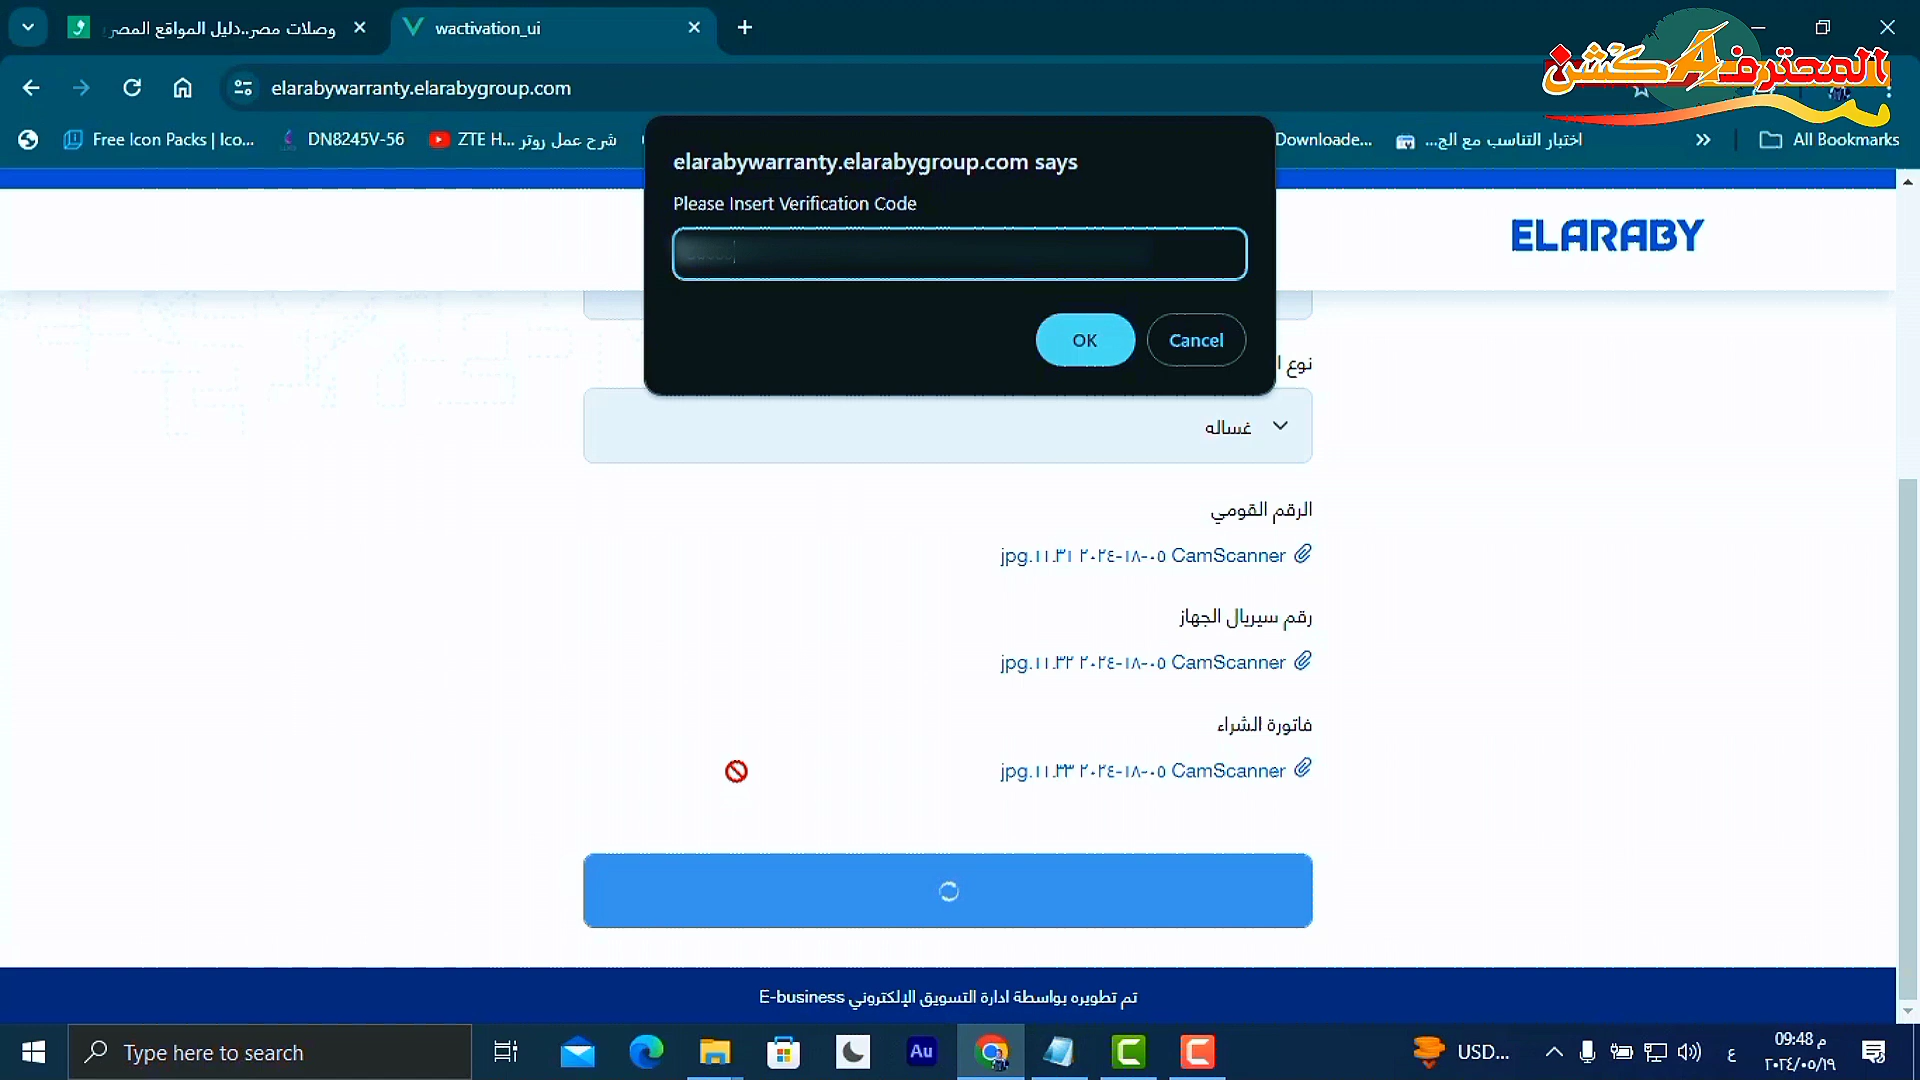 وصلات مصر..دليل المواقع المصر
wactivation_ui
elarabywarranty.elarabygroup.com
المحترف أكشن
Free Icon Packs | Ico...
DN8245V-56
شرح عمل روتر ...ZTE H
Downloade...
اختبار التناسب مع الج...
All Bookmarks
elarabywarranty.elarabygroup.com says
Please Insert Verification Code
OK
Cancel
ELARABY
نوع ا
غساله
الرقم القومي
CamScanner ٠٥-١٨-٢٠٢٤ ١١.٣١.jpg
رقم سيريال الجهاز
CamScanner ٠٥-١٨-٢٠٢٤ ١١.٣٢.jpg
فاتورة الشراء
CamScanner ٠٥-١٨-٢٠٢٤ ١١.٣٣.jpg
تم تطويره بواسطة ادارة التسويق الإلكتروني E-business
Type here to search
Au
USD...
ع
09:48 م
٢٠٢٤/٠٥/١٩